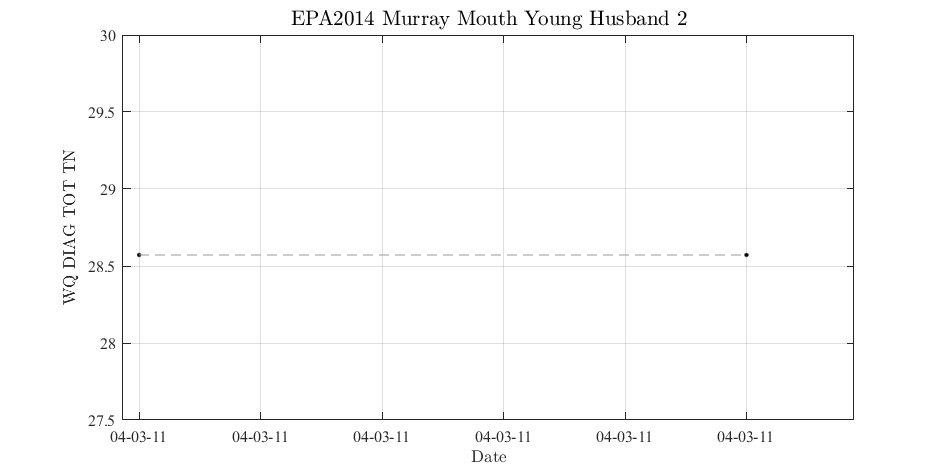 EPA2014 Murray Mouth Young Husband 2
30
29.5
29
28.5
28
27.5
WQ DIAG TOT TN
04-03-11 04-03-11 04-03-11 04-03-11 04-03-11 04-03-11
Date